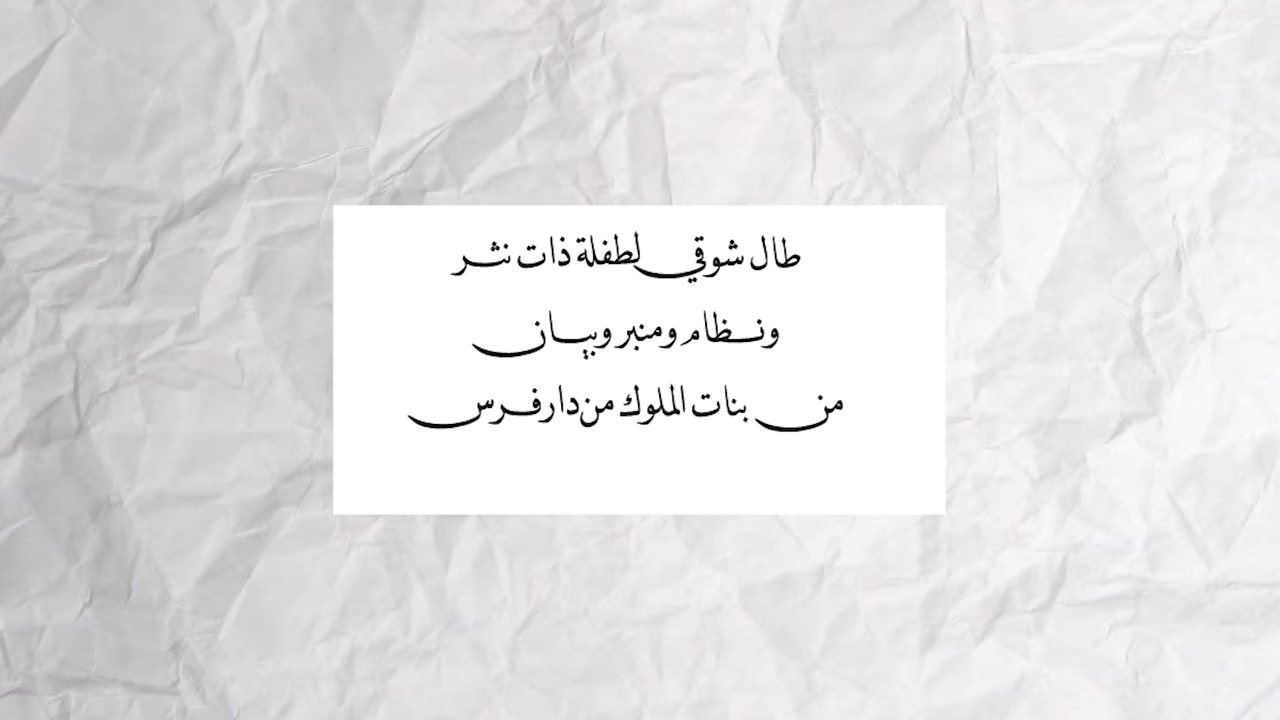 طال شوقي لطفلة ذات نثر
ونظام ومنبر وبيان
من بنات الملوك من دار فرس